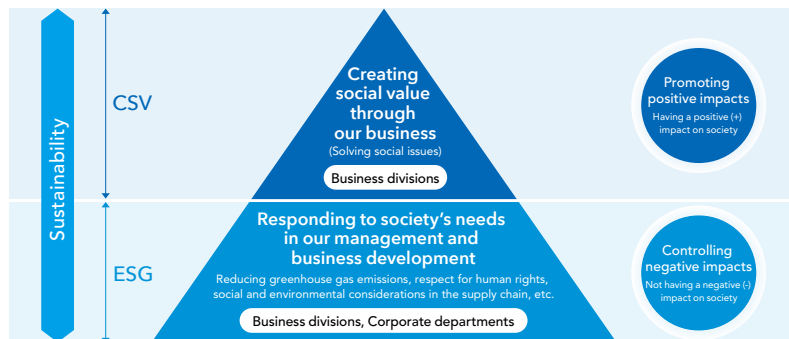 Sustainability
CSV
Creating
social value
through
our business
(Solving social issues)
Business divisions
Promoting
positive impacts
Having a positive (+)
impact on society
ESG
Responding to society's needs
in our management and
business development
Reducing greenhouse gas emissions, respect for human rights,
social and environmental considerations in the supply chain, etc.
Business divisions, Corporate departments
Controlling
negative impacts
Not having a negative (-)
impact on society